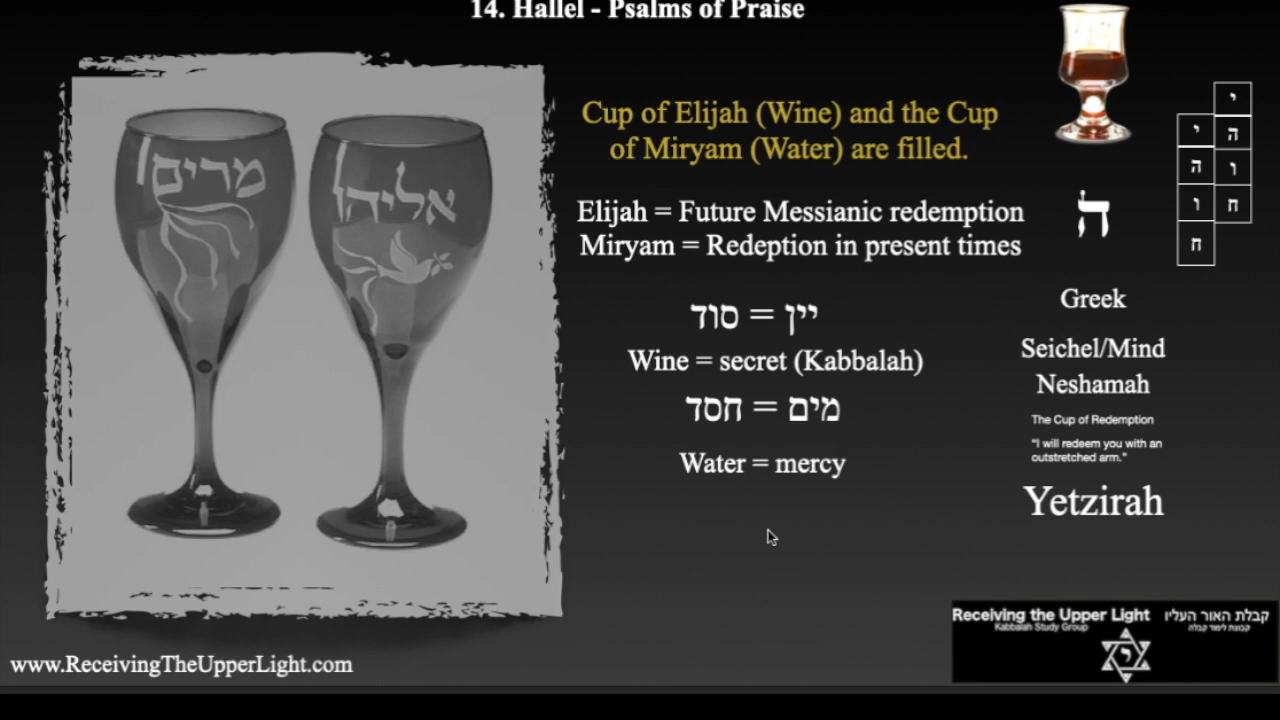 14. Hallel - Psalms of Praise
מרים
אליהו
Cup of Elijah (Wine) and the Cup
of Miryam (Water) are filled.
Elijah = Future Messianic redemption
Miryam = Redeption in present times
יין = סוד
Wine = secret (Kabbalah)
מים = חסד
Water = mercy
י
ה
ו
ח
י
ה
ו
ח
ה
Greek
Seichel/Mind
Neshamah
The Cup of Redemption
"I will redeem you with an
outstretched arm."
Yetzirah
www.ReceivingTheUpperLight.com
Receiving the Upper Light קבלת האור העליו
Kabbalah Study Group קבוצת לימוד קבלה
י